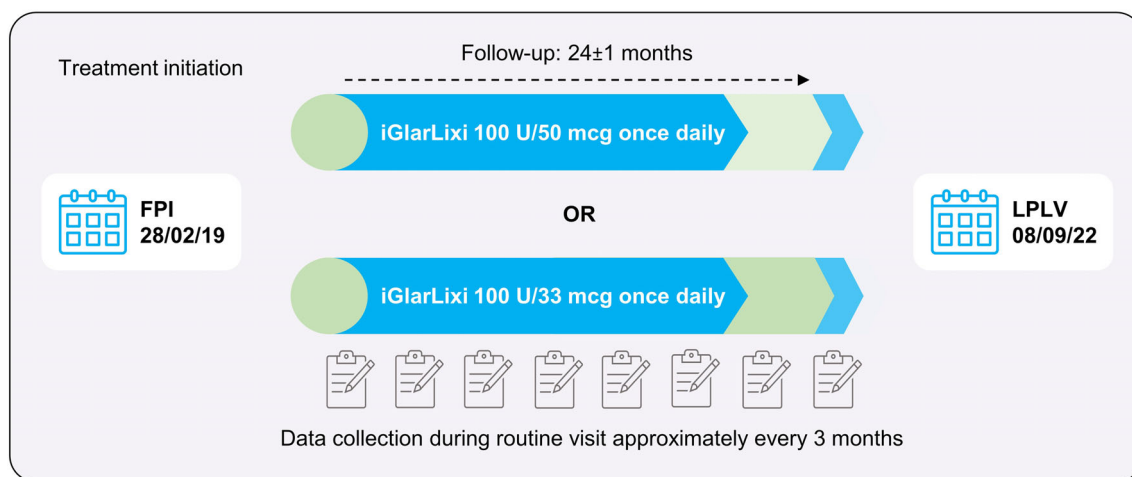 Treatment initiation
Follow-up: 24±1 months
iGlarLixi 100 U/50 mcg once daily
FPI
28/02/19
OR
LPLV
08/09/22
iGlarLixi 100 U/33 mcg once daily
Data collection during routine visit approximately every 3 months